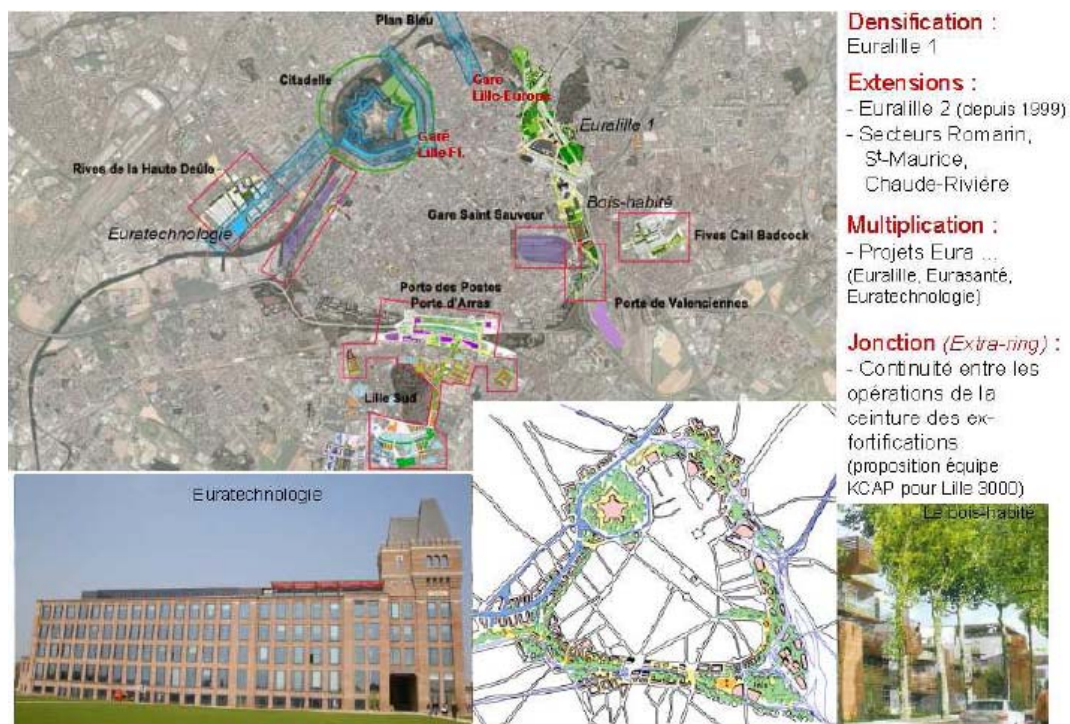 Plan Bleu
Citadelle
Gare
Lille-Europe
Euralille 1
Gare
Lille Fl.
Rives de la Haute Deûle
Bois-habité
Gare Saint Sauveur
Fives Cail Badcock
Euratechnologie
Porte des Postes
Porte d'Arras
Porte de Valenciennes
Lille Sud
Densification :
Euralille 1
Extensions :
- Euralille 2 (depuis 1999)
- Secteurs Romarin,
St-Maurice,
Chaude-Rivière
Multiplication :
- Projets Eura ...
(Euralille, Eurasanté,
Euratechnologie)
Jonction (Extra-ring) :
- Continuité entre les
opérations de la
ceinture des ex-
fortifications
(proposition équipe
KCAP pour Lille 3000)
Euratechnologie
Le bois-habité